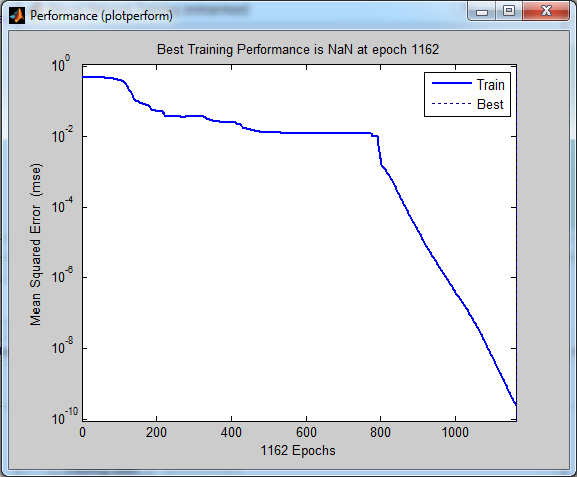 Performance (plotperform)
Best Training Performance is NaN at epoch 1162
Train
Best
Mean Squared Error (mse)
10^0
10^-2
10^-4
10^-6
10^-8
10^-10
0 200 400 600 800 1000
1162 Epochs